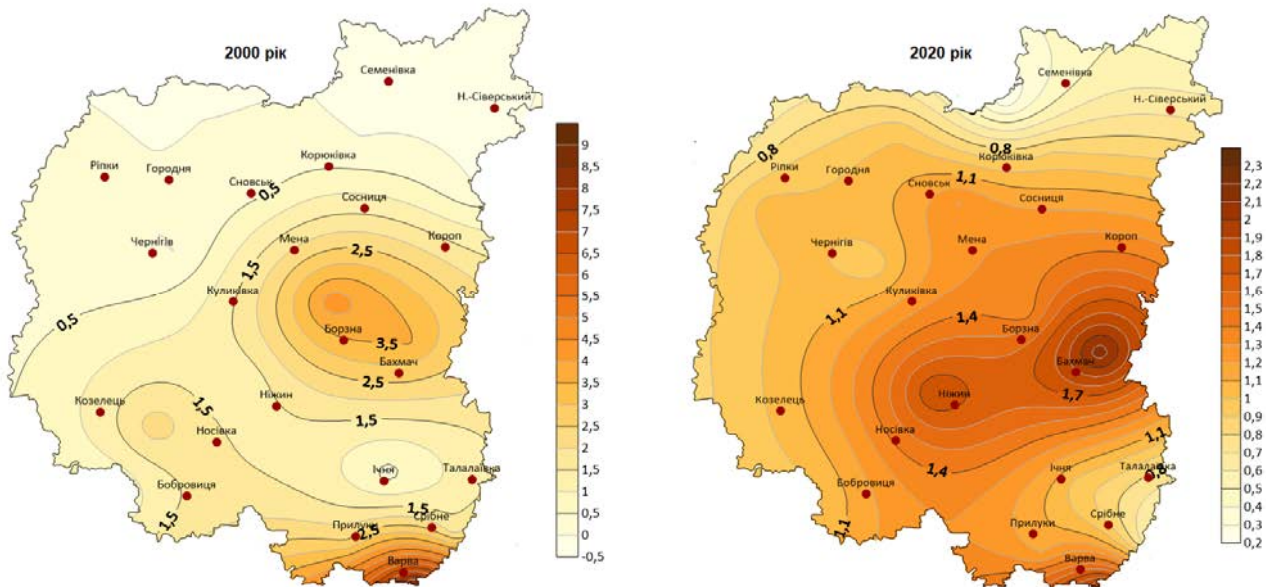 2000 рік
Семенівка
Н.-Сіверський
Ріпки
Городня
Корюківка
Сновськ
0,5
Сосниця
Чернігів
Мена
Короп
2,5
1,5
Куликівка
0,5
Борзна
3,5
Бахмач
2,5
Козелець
1,5
Ніжин
1,5
Носівка
Ічня
Талалаївка
Бобровиця
1,5
1,5
Срібне
Прилуки
2,5
Варва
9
8,5
8
7,5
7
6,5
6
5,5
5
4,5
4
3,5
3
2,5
2
1,5
1
0,5
0
-0,5
2020 рік
Семенівка
Н.-Сіверський
0,8
0,8
Корюківка
Ріпки
Городня
1,1
Сновськ
Сосниця
Чернігів
Мена
Короп
Куликівка
1,1
1,4
Борзна
Бахмач
1,7
Козелець
Ніжин
Носівка
1,1
1,4
Ічня
Талалаївка
0,8
Бобровиця
1,1
Срібне
Прилуки
Варва
2,3
2,2
2,1
2
1,9
1,8
1,7
1,6
1,5
1,4
1,3
1,2
1,1
1
0,9
0,8
0,7
0,6
0,5
0,4
0,3
0,2